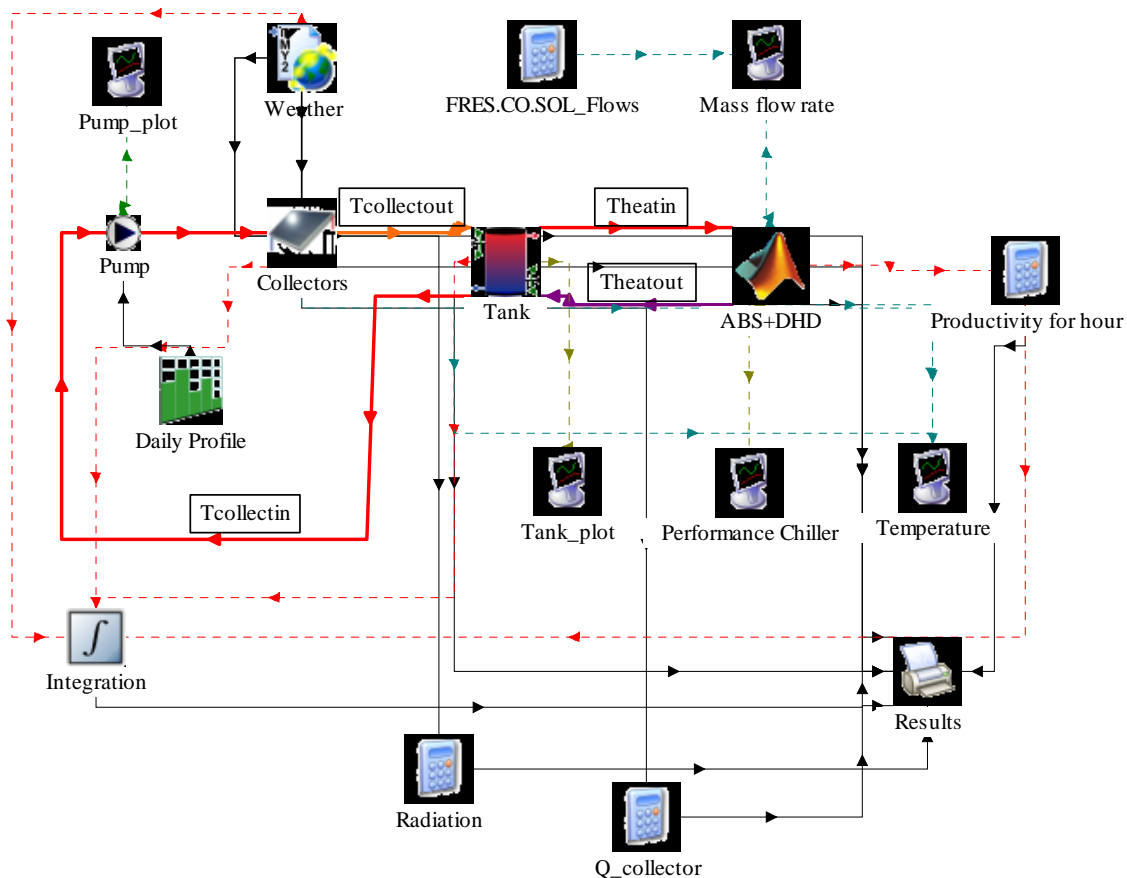 TMY2
Weather
Pump_plot
FRES.CO.SOL_Flows
Mass flow rate
Tcollectout
Theatin
Pump
Collectors
Tank
Theatout
ABS+DHD
Productivity for hour
Daily Profile
Tcollectin
Tank_plot
Performance Chiller
Temperature
∫
Integration
Results
Radiation
Q_collector